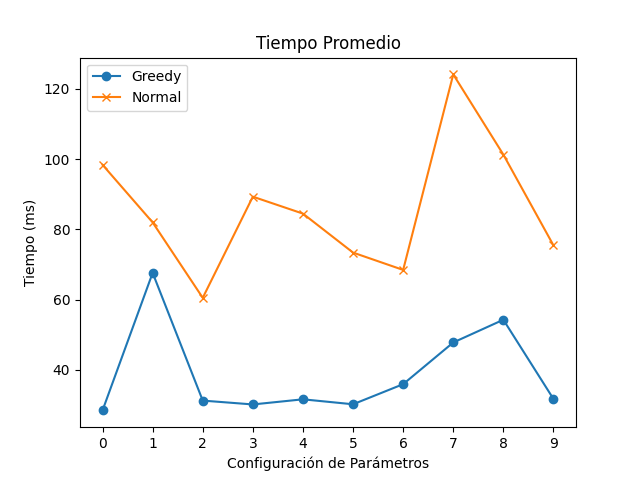 Tiempo Promedio
Greedy
Normal
120
100
80
60
40
Tiempo (ms)
0 1 2 3 4 5 6 7 8 9
Configuración de Parámetros